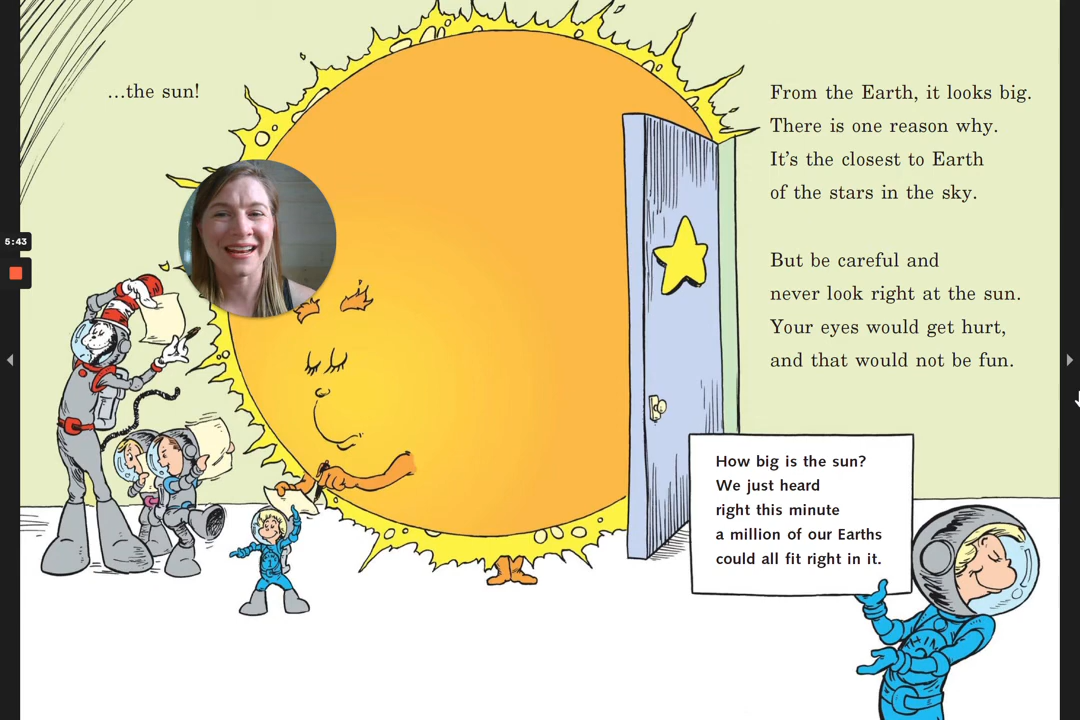 ...the sun!
From the Earth, it looks big.
There is one reason why.
It's the closest to Earth
of the stars in the sky.
But be careful and
never look right at the sun.
Your eyes would get hurt,
and that would not be fun.
5:43
How big is the sun?
We just heard
right this minute
a million of our Earths
could all fit right in it.